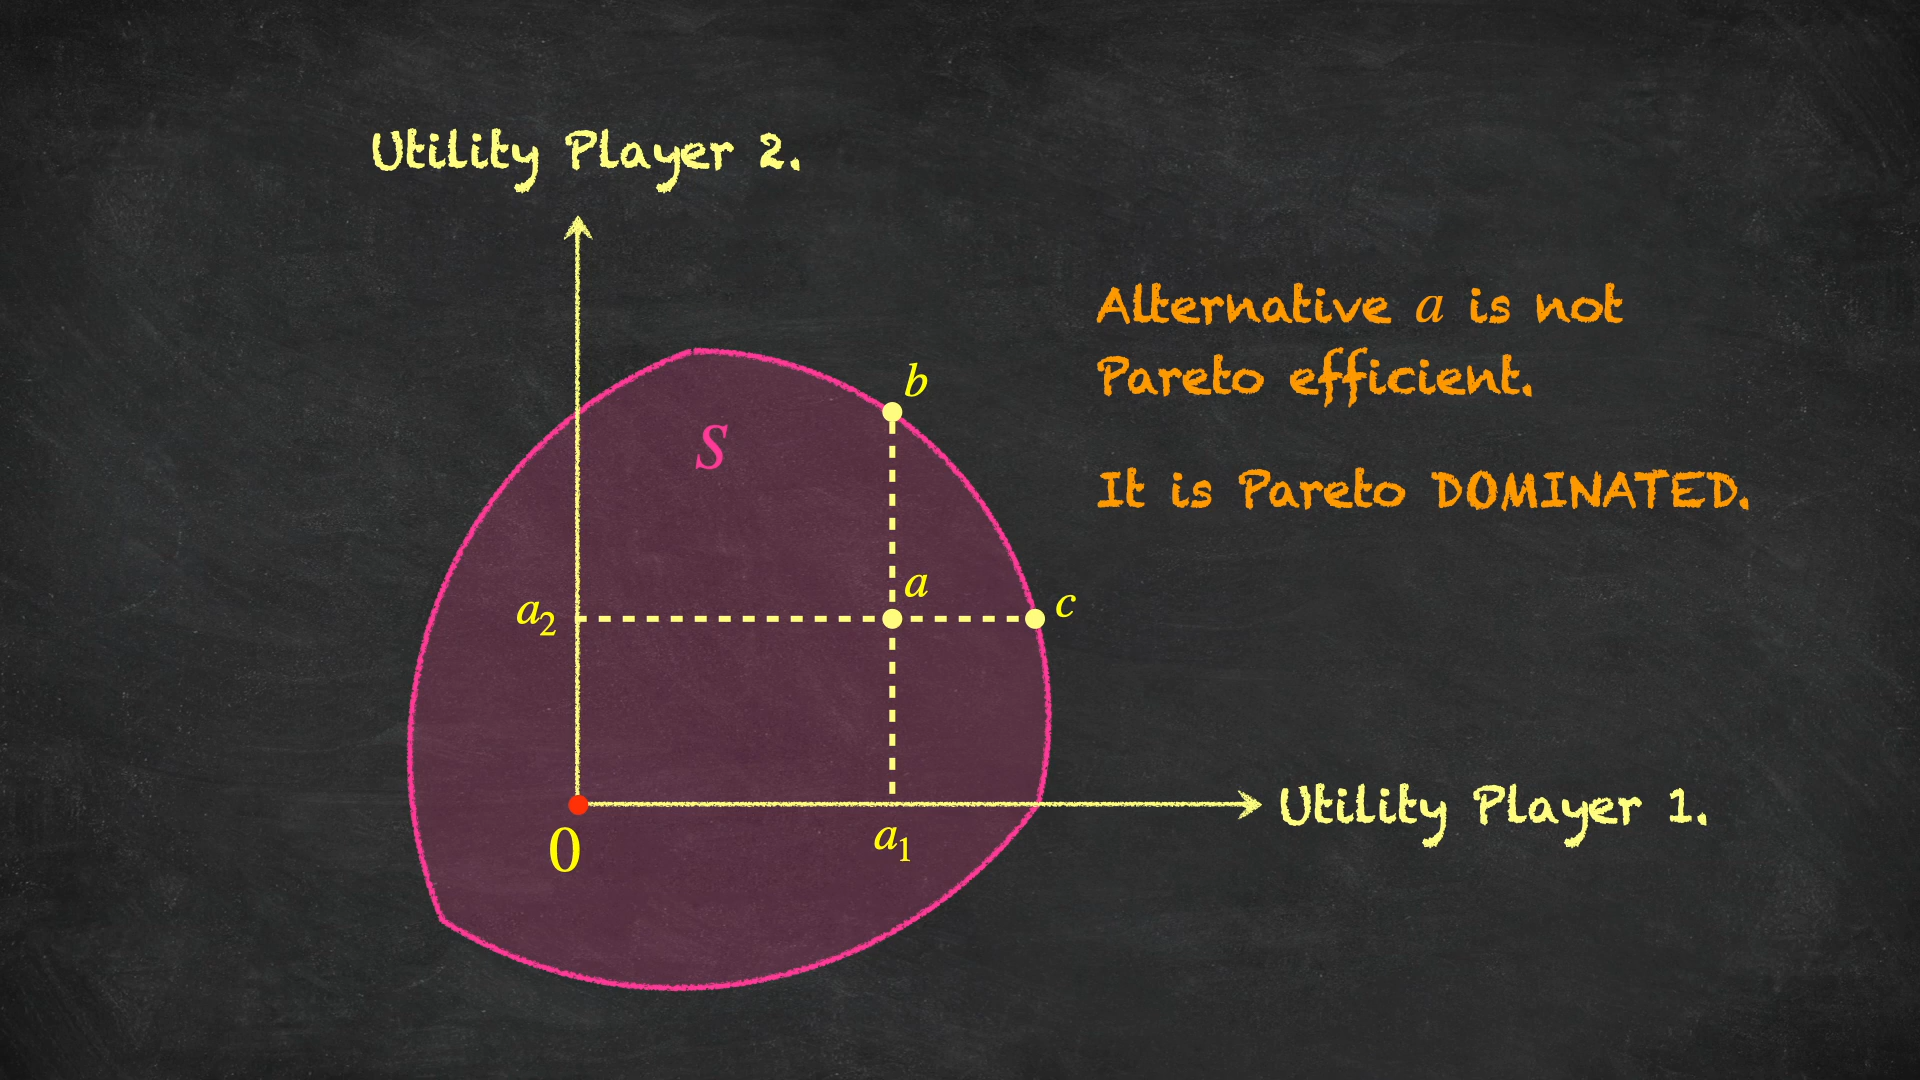 Utility Player 2.
Alternative a is not
Pareto efficient.
b
S
It is Pareto DOMINATED.
a
a₂
c
Utility Player 1.
0
a₁